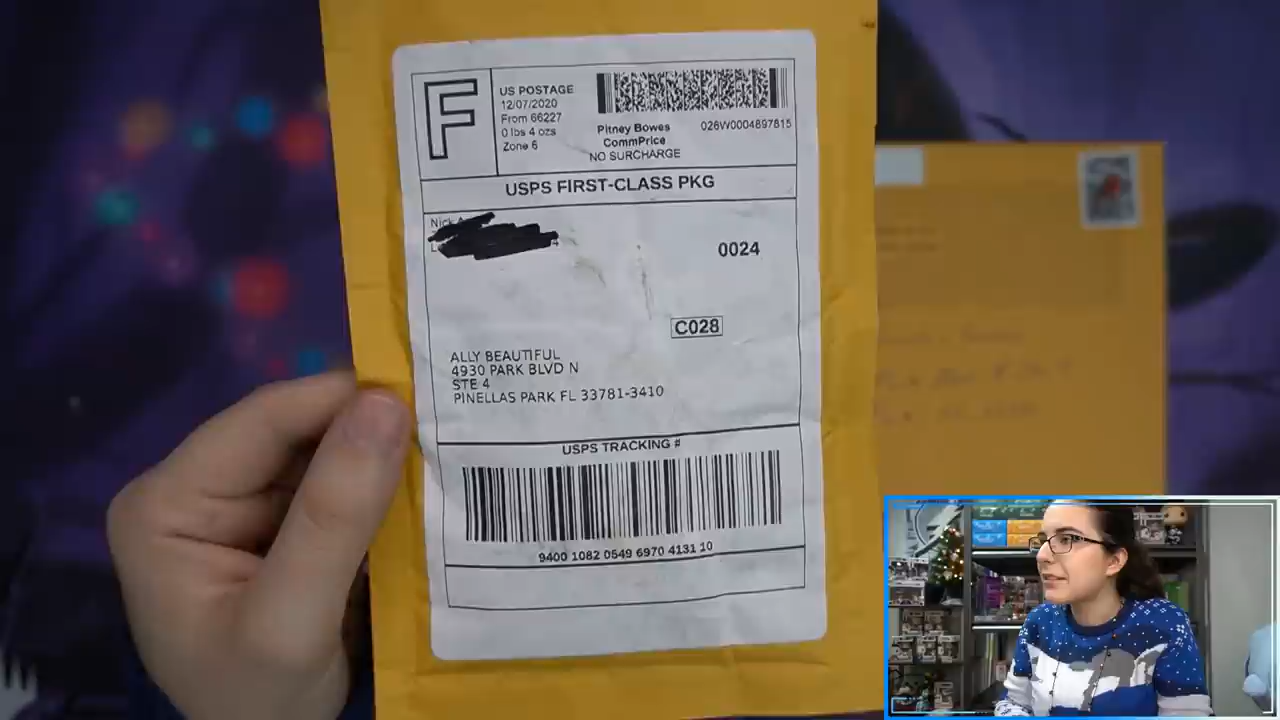 F
US POSTAGE
12/07/2020
From 66227
0 lbs 4 ozs
Zone 6
Pitney Bowes
CommPrice
NO SURCHARGE
026W0004897815
USPS FIRST-CLASS PKG
Nick
0024
C028
ALLY BEAUTIFUL
4930 PARK BLVD N
STE 4
PINELLAS PARK FL 33781-3410
USPS TRACKING #
9400 1082 0549 6970 4131 10